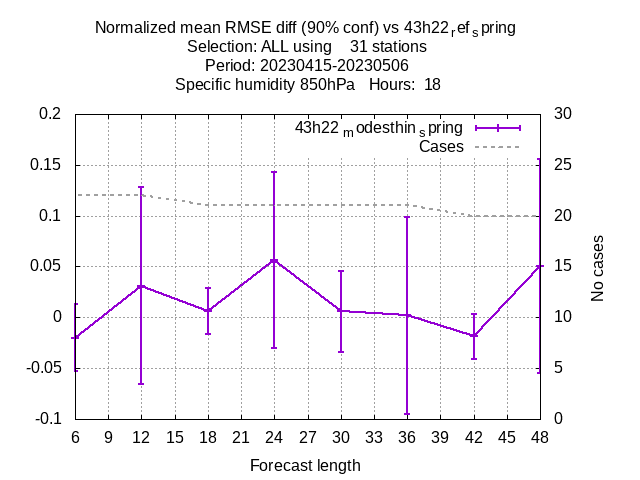 Normalized mean RMSE diff (90% conf) vs 43h22ᵣefₛpring
Selection: ALL using 31 stations
Period: 20230415-20230506
Specific humidity 850hPa Hours: 18
43h22ₘodesthinₛpring
Cases
0.2
0.15
0.1
0.05
0
-0.05
-0.1
30
25
20
15
10
5
0
No cases
6 9 12 15 18 21 24 27 30 33 36 39 42 45 48
Forecast length